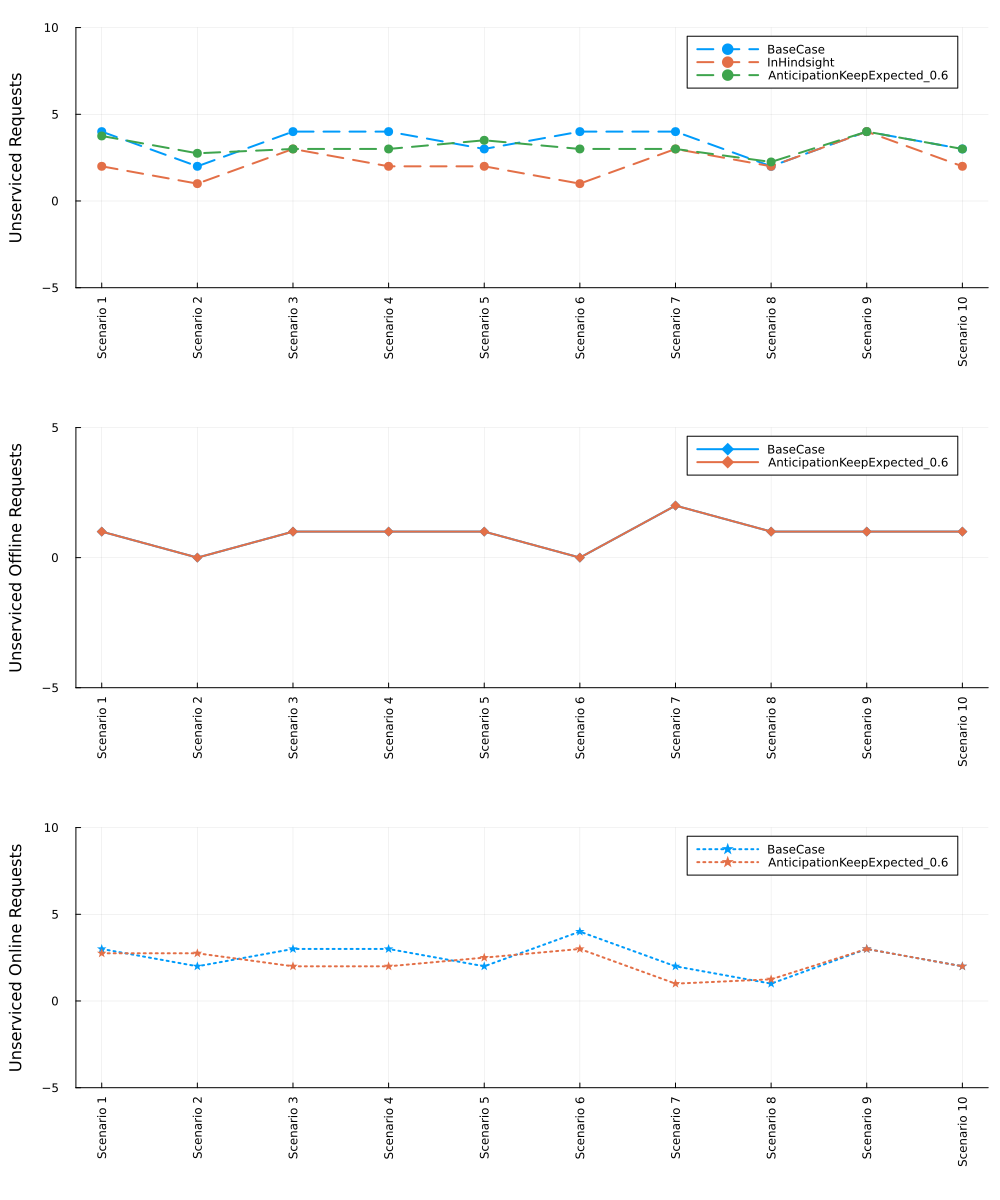 Unserviced Requests
10
5
0
−5
BaseCase
InHindsight
AnticipationKeepExpected_0.6
Scenario 1
Scenario 2
Scenario 3
Scenario 4
Scenario 5
Scenario 6
Scenario 7
Scenario 8
Scenario 9
Scenario 10
Unserviced Offline Requests
5
0
−5
BaseCase
AnticipationKeepExpected_0.6
Scenario 1
Scenario 2
Scenario 3
Scenario 4
Scenario 5
Scenario 6
Scenario 7
Scenario 8
Scenario 9
Scenario 10
Unserviced Online Requests
10
5
0
−5
BaseCase
AnticipationKeepExpected_0.6
Scenario 1
Scenario 2
Scenario 3
Scenario 4
Scenario 5
Scenario 6
Scenario 7
Scenario 8
Scenario 9
Scenario 10